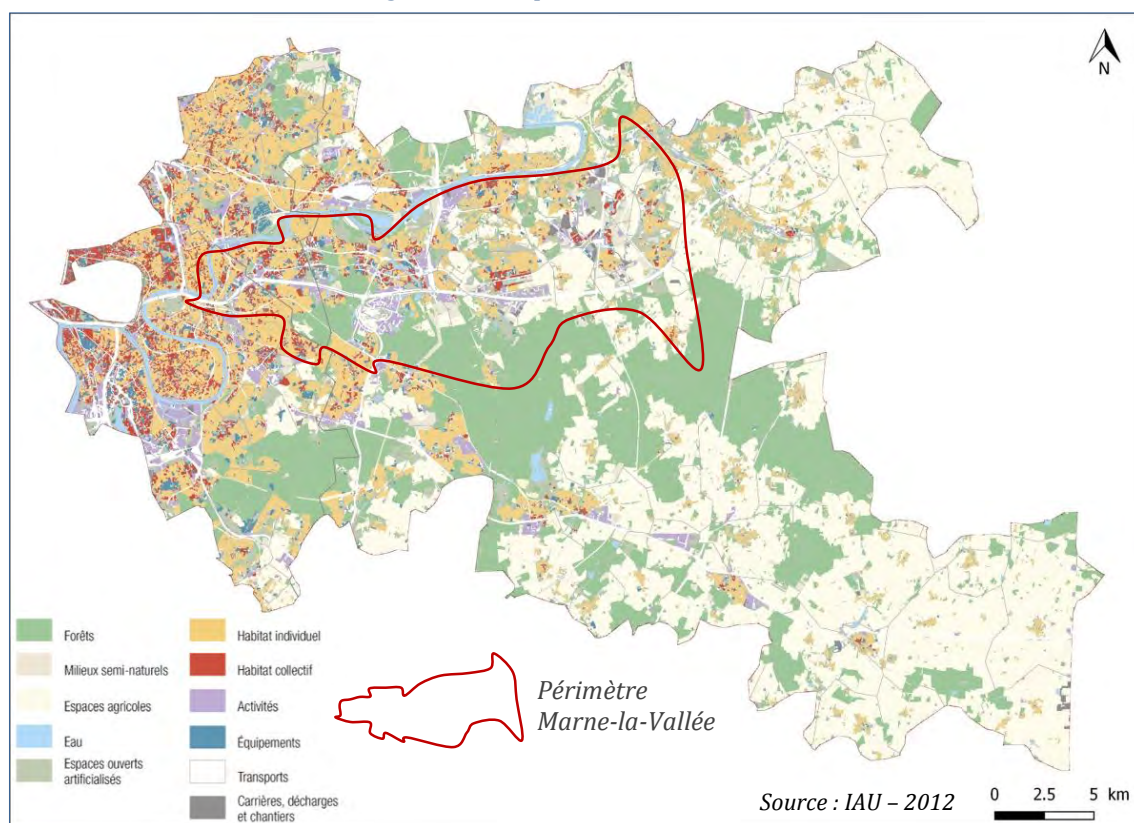 N
Forêts
Milieux semi-naturels
Espaces agricoles
Eau
Espaces ouverts
artificialisés
Habitat individuel
Habitat collectif
Activités
Équipements
Transports
Carrières, décharges
et chantiers
Périmètre
Marne-la-Vallée
Source : IAU – 2012
0 2.5 5 km